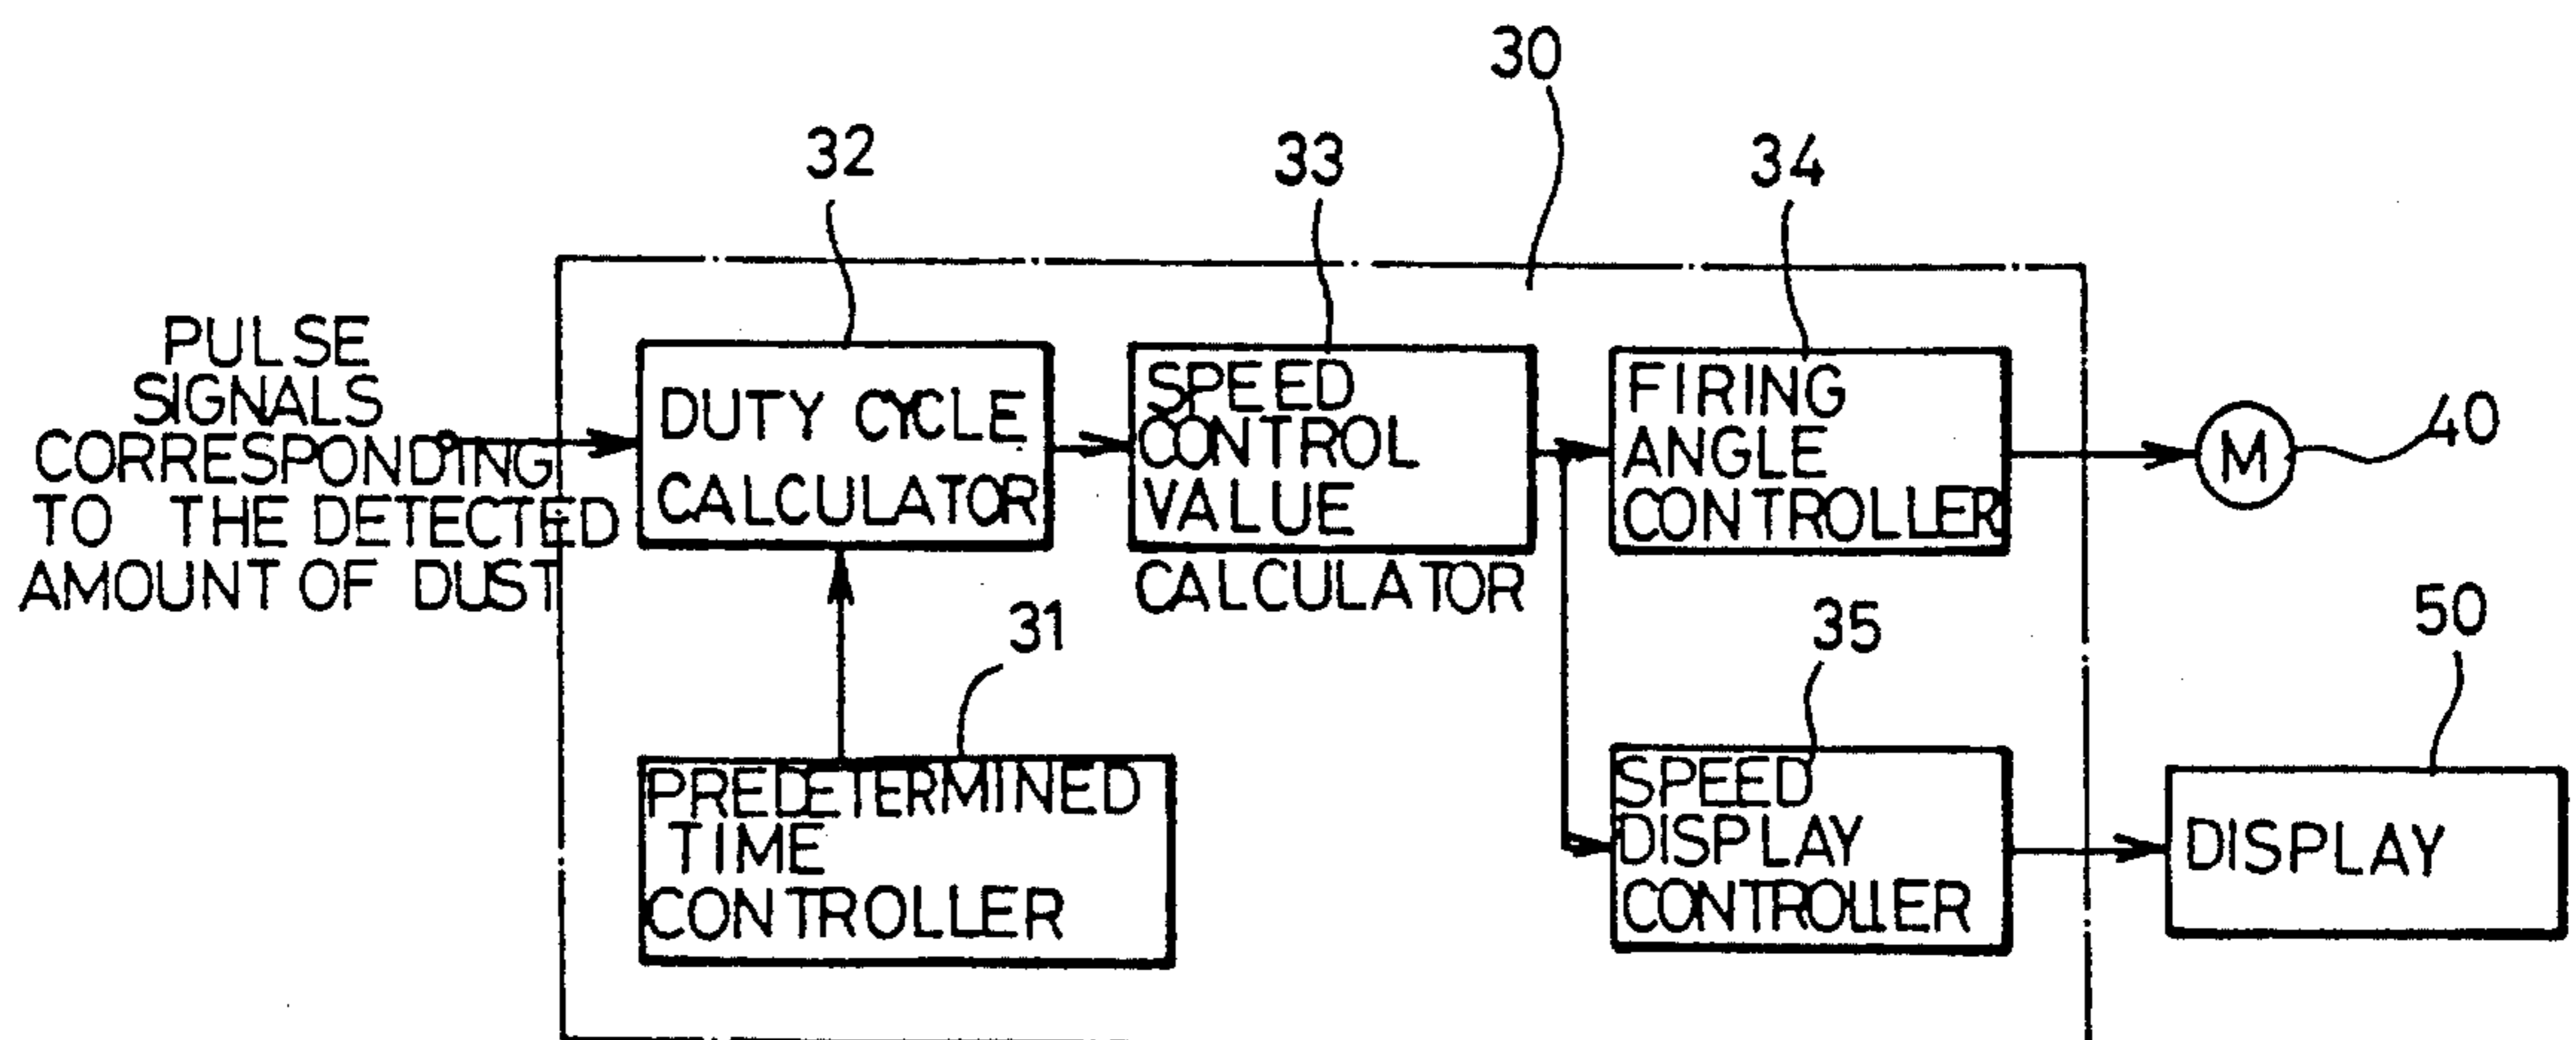 30
32
33
34
PULSE
SIGNALS
CORRESPONDING
TO THE DETECTED
AMOUNT OF DUST
DUTY CYCLE
CALCULATOR
SPEED
CONTROL
VALUE
CALCULATOR
FIRING
ANGLE
CONTROLLER
M
40
31
PREDETERMINED
TIME
CONTROLLER
35
SPEED
DISPLAY
CONTROLLER
50
DISPLAY